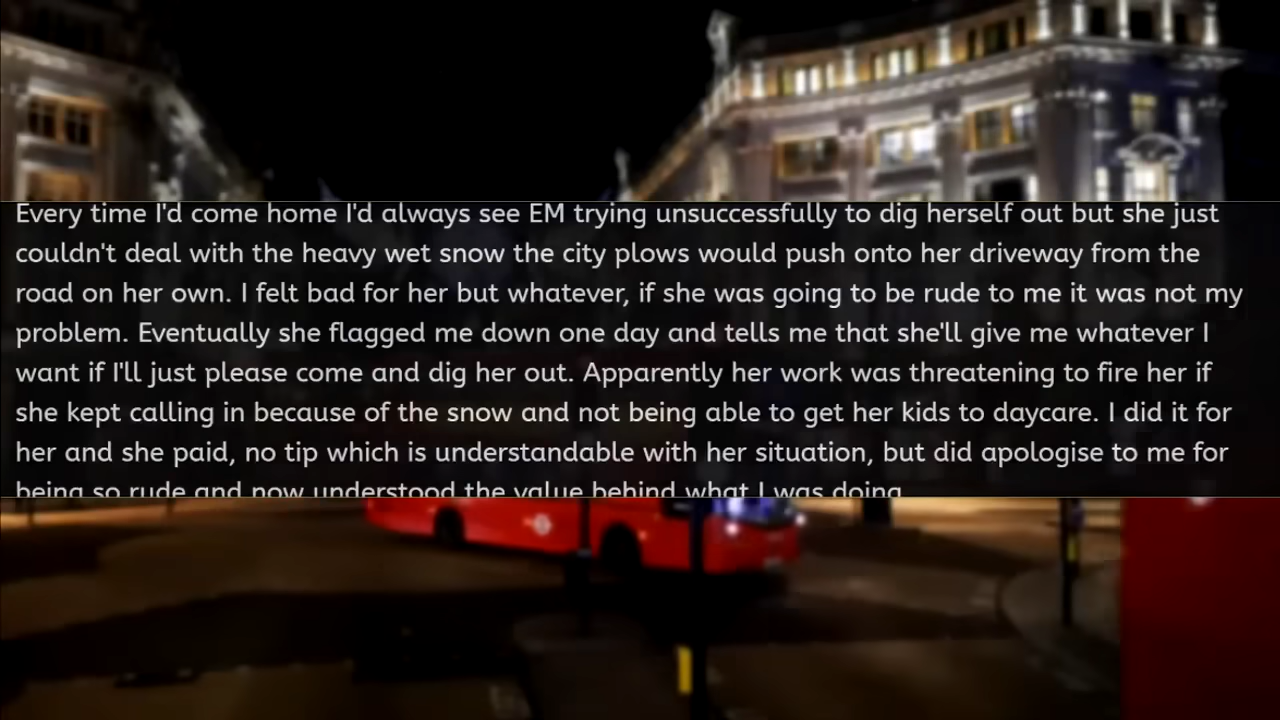 Every time I'd come home I'd always see EM trying unsuccessfully to dig herself out but she just
couldn't deal with the heavy wet snow the city plows would push onto her driveway from the
road on her own. I felt bad for her but whatever, if she was going to be rude to me it was not my
problem. Eventually she flagged me down one day and tells me that she'll give me whatever I
want if I'll just please come and dig her out. Apparently her work was threatening to fire her if
she kept calling in because of the snow and not being able to get her kids to daycare. I did it for
her and she paid, no tip which is understandable with her situation, but did apologise to me for
being so rude and now understood the value behind what I was doing